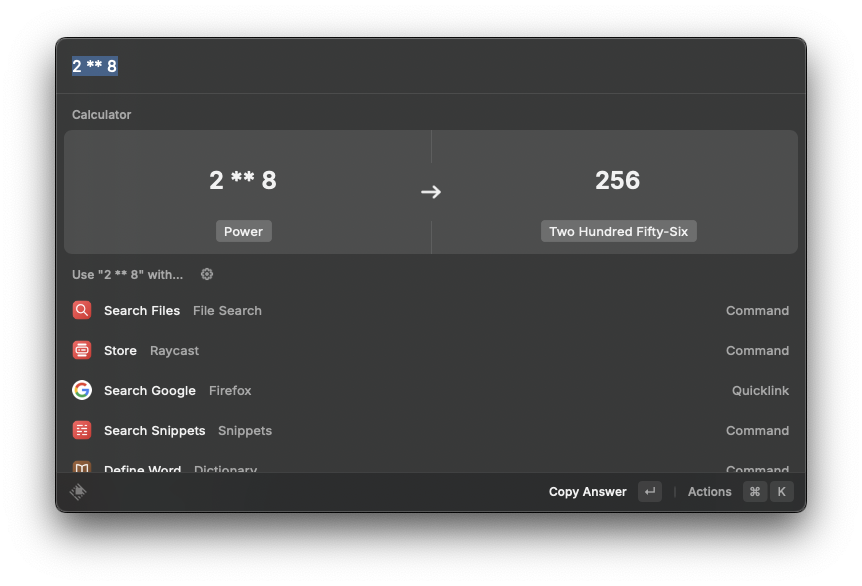 2 ** 8
Calculator
2 ** 8 → 256
Power Two Hundred Fifty-Six
Use "2 ** 8" with...
Search Files File Search Command
Store Raycast Command
Search Google Firefox Quicklink
Search Snippets Snippets Command
Define Word Dictionary Command
Copy Answer ↵ | Actions ⌘ K